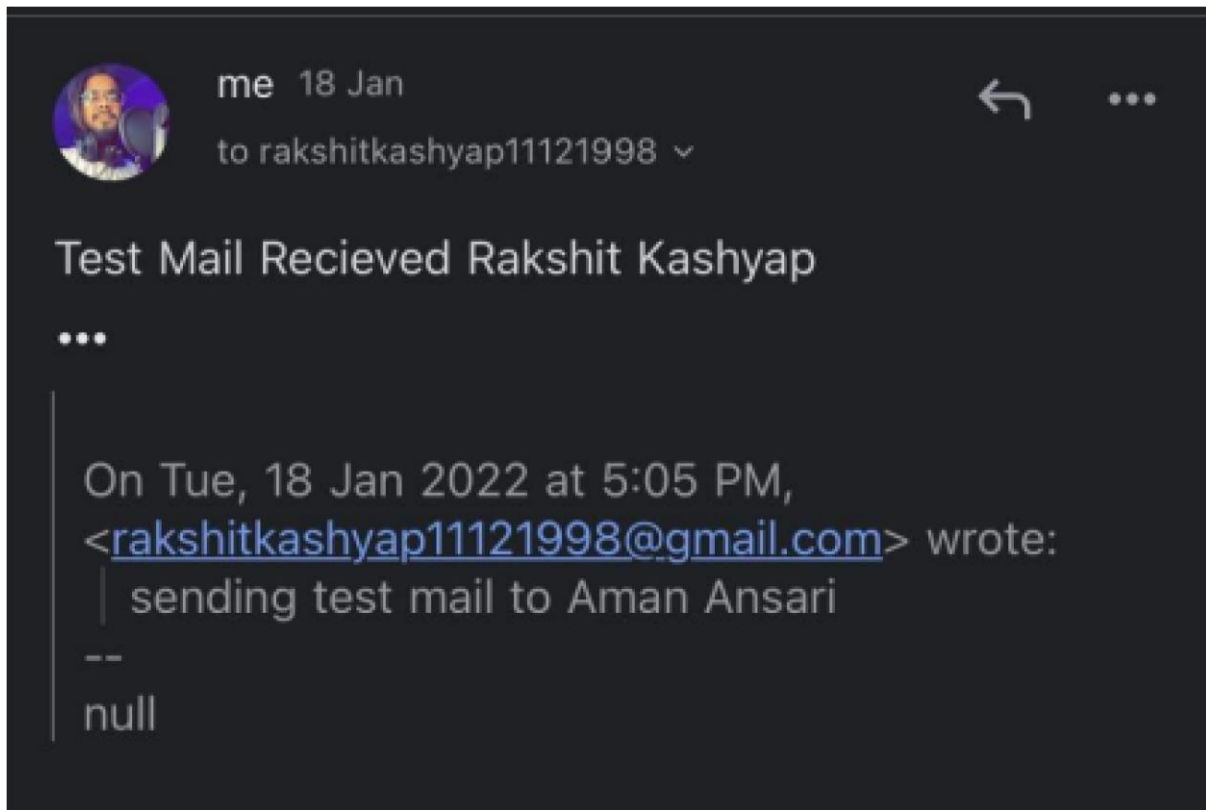 me 18 Jan
to rakshitkashyap11121998
Test Mail Recieved Rakshit Kashyap
•••
On Tue, 18 Jan 2022 at 5:05 PM,
<rakshitkashyap11121998@gmail.com> wrote:
sending test mail to Aman Ansari
--
null